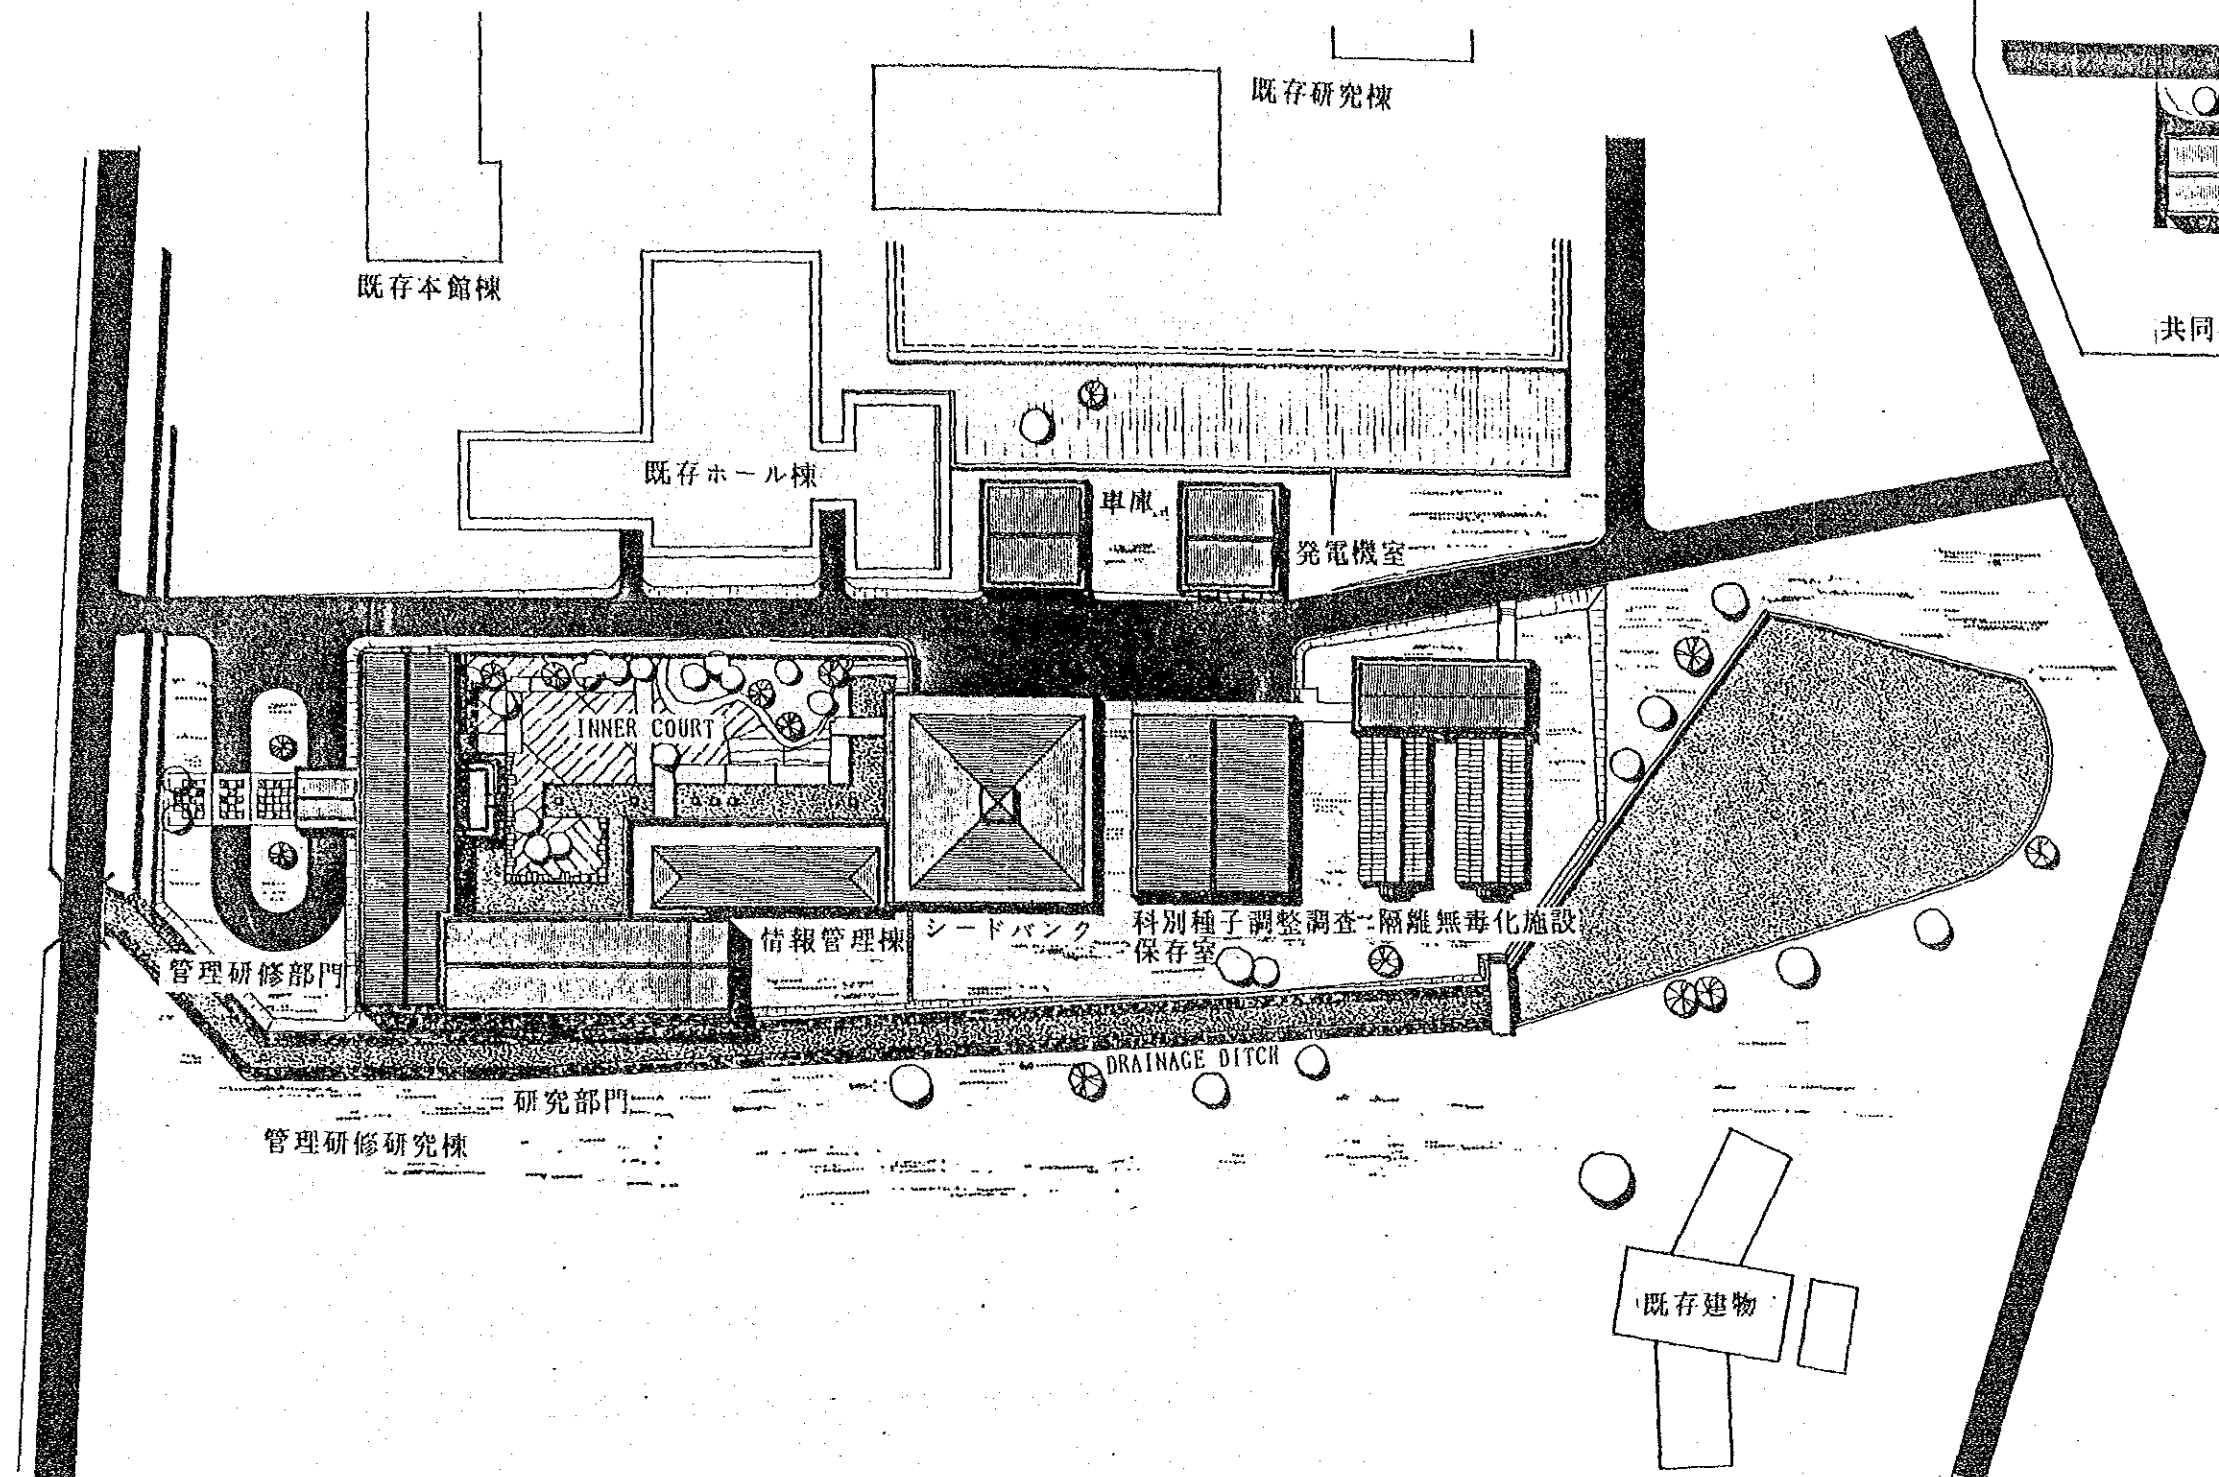 既存研究棟
既存本館棟
共同
既存ホール棟
車庫
発電機室
INNER COURT
科別種子調整調査
保存室
隔離無毒化施設
シードバンク
情報管理棟
管理研修部門
DRAINAGE DITCH
研究部門
管理研修研究棟
既存建物